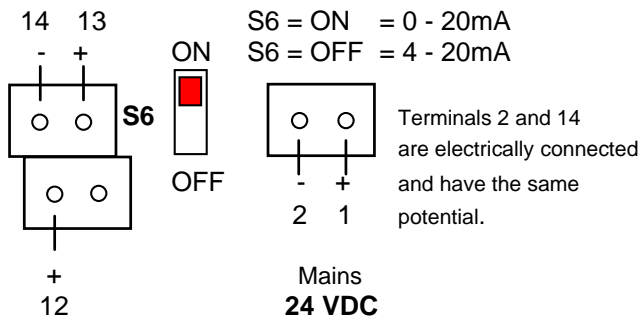 14 13
- +
S6 = ON = 0 - 20mA
ON S6 = OFF = 4 - 20mA
S6
Terminals 2 and 14
are electrically connected
and have the same
potential.
OFF
- +
2 1
+
12
Mains
24 VDC